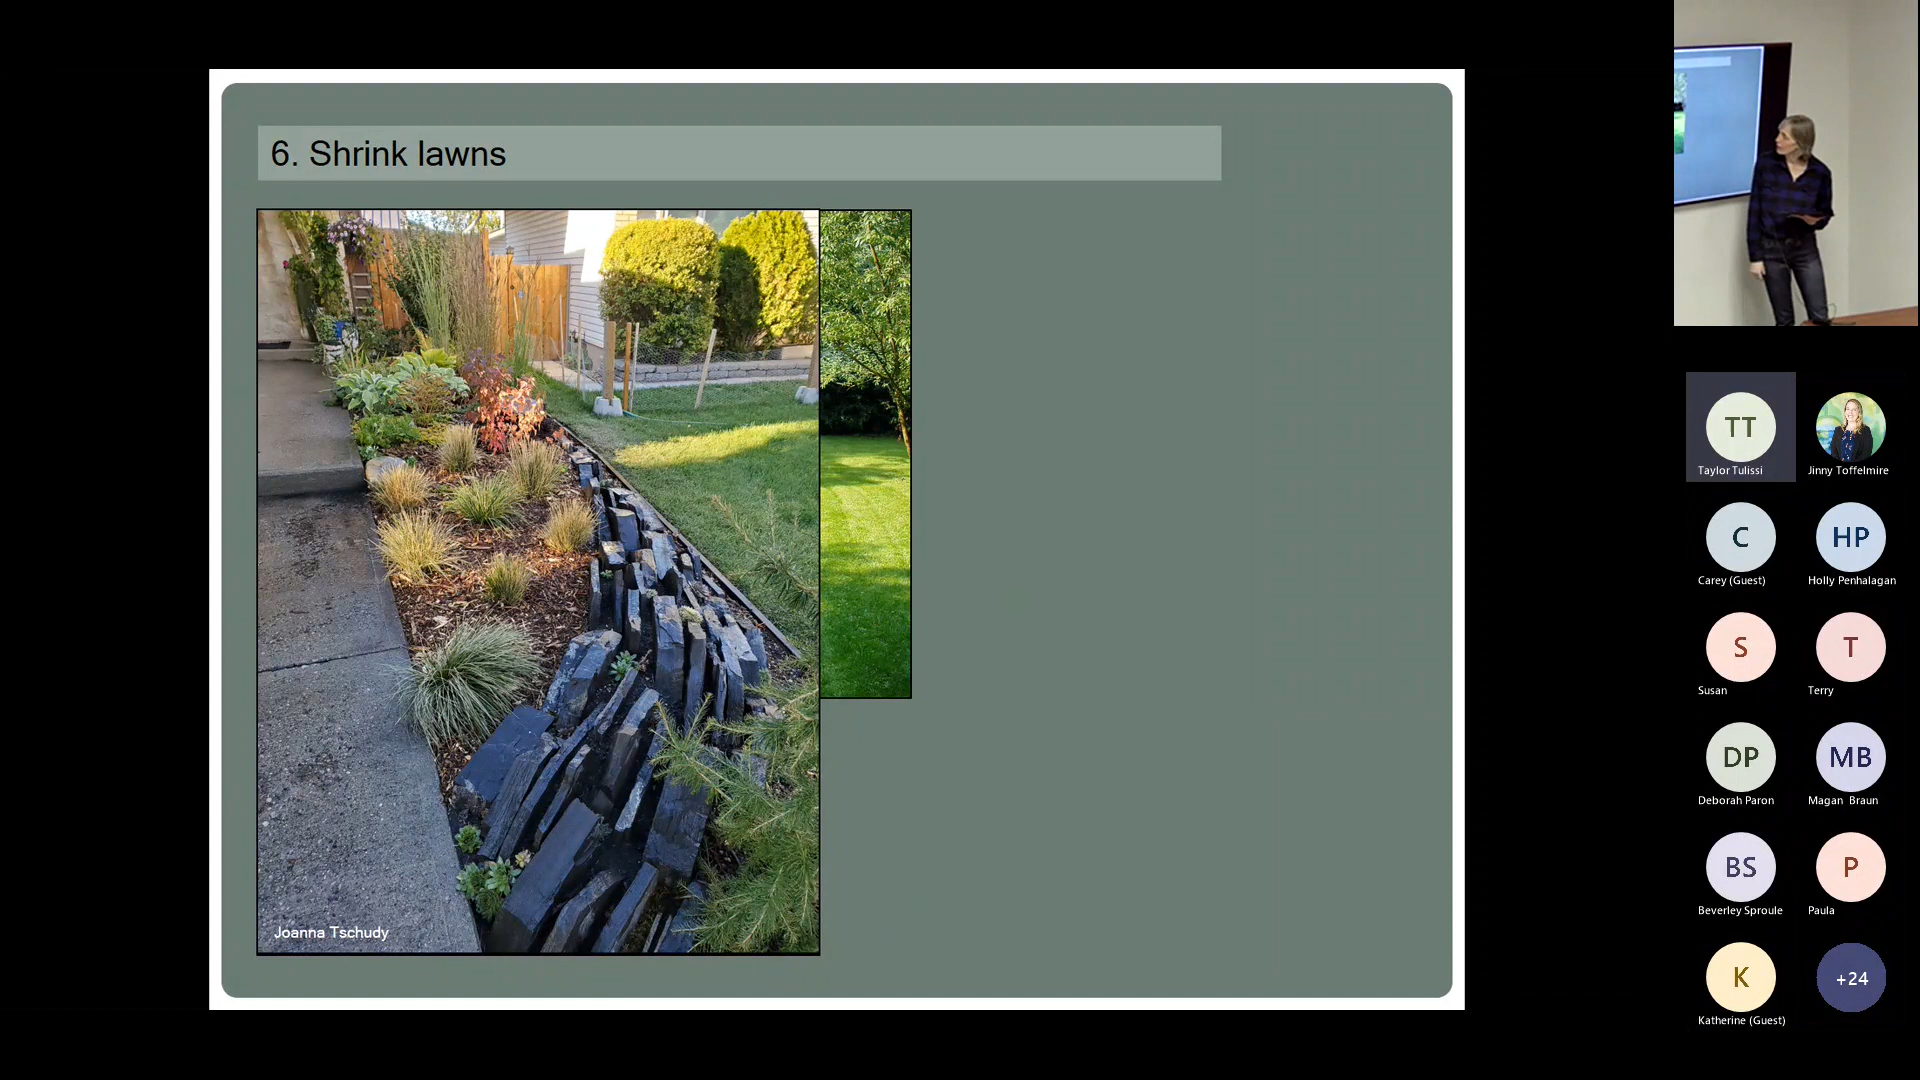 6. Shrink lawns
Joanna Tschudy
TT
Taylor Tulissi
Jinny Toffelmire
C
Carey (Guest)
HP
Holly Penhalagan
S
Susan
T
Terry
DP
Deborah Paron
MB
Magan Braun
BS
Beverley Sproule
P
Paula
K
Katherine (Guest)
+24